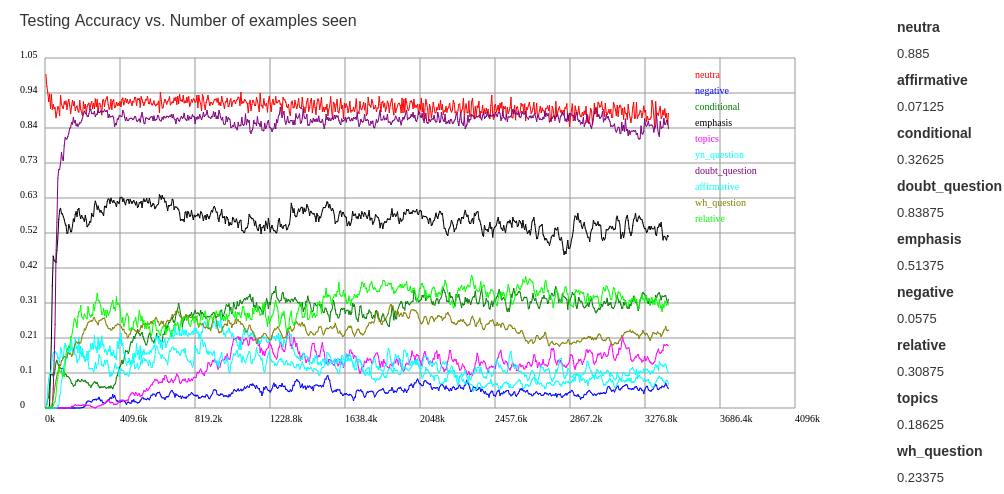 Testing Accuracy vs. Number of examples seen
1.05
0.94
0.84
0.73
0.63
0.52
0.42
0.31
0.21
0.1
0
0k 409.6k 819.2k 1228.8k 1638.4k 2048k 2457.6k 2867.2k 3276.8k 3686.4k 4096k
neutra
negative
conditional
emphasis
topics
yn_question
doubt_question
affirmative
wh_question
relative
neutra
0.885
affirmative
0.07125
conditional
0.32625
doubt_question
0.83875
emphasis
0.51375
negative
0.0575
relative
0.30875
topics
0.18625
wh_question
0.23375